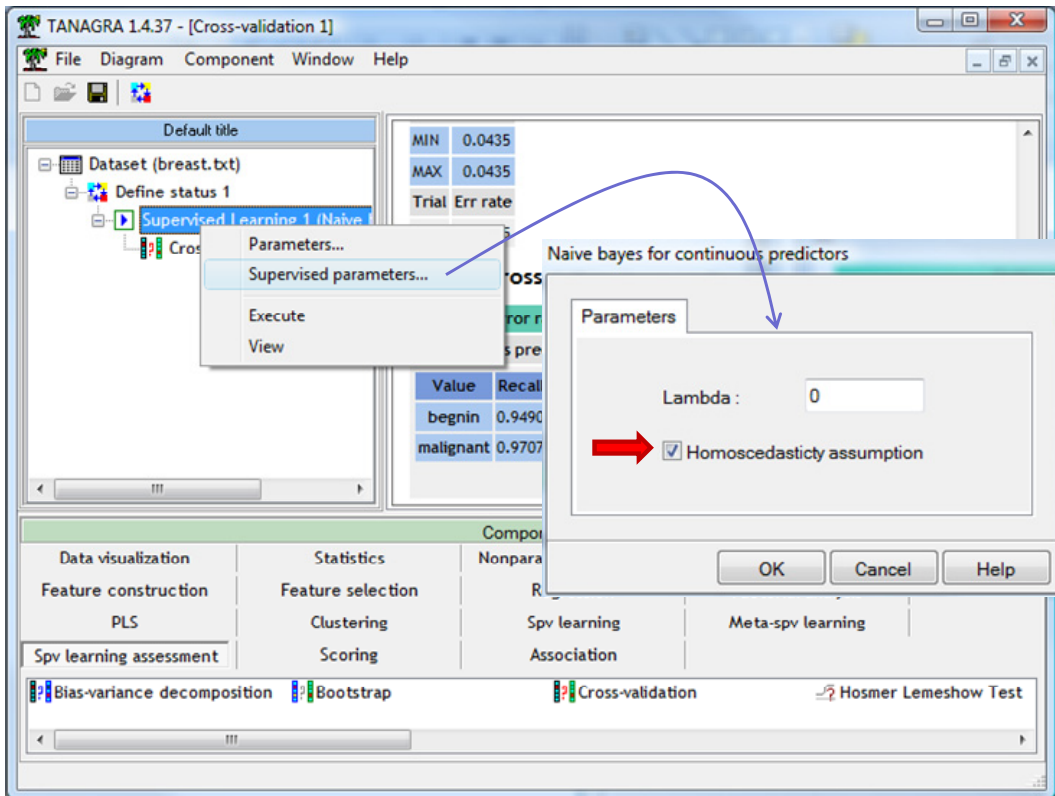 TANAGRA 1.4.37 - [Cross-validation 1]
File Diagram Component Window Help
Default title
Dataset (breast.txt)
Define status 1
Supervised Learning 1 (Naive
Parameters...
Supervised parameters...
Execute
View
MIN 0.0435
MAX 0.0435
Trial Err rate
Value Recall
begnin 0.9490
malignant 0.9707
Naive bayes for continuous predictors
Parameters
Lambda : 0
Homoscedasticty assumption
OK Cancel Help
Data visualization Statistics
Feature construction Feature selection
PLS Clustering Spv learning Meta-spv learning
Spv learning assessment Scoring Association
Bias-variance decomposition Bootstrap Cross-validation Hosmer Lemeshow Test